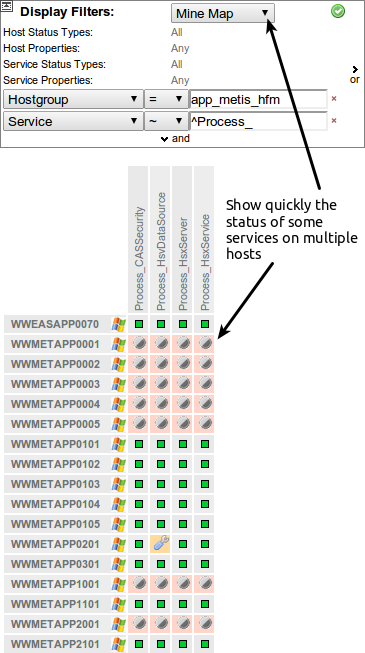 Display Filters: Mine Map
Host Status Types: All
Host Properties: Any
Service Status Types: All
Service Properties: Any
or
Hostgroup = app_metis_hfm
Service ~ ^Process_
and
Show quickly the
status of some
services on multiple
hosts
Process_CASSecurity
Process_HsvDataSource
Process_HsxServer
Process_HsxService
WWEASAPP0070
WWMETAPP0001
WWMETAPP0002
WWMETAPP0003
WWMETAPP0004
WWMETAPP0005
WWMETAPP0101
WWMETAPP0102
WWMETAPP0103
WWMETAPP0104
WWMETAPP0105
WWMETAPP0201
WWMETAPP0301
WWMETAPP1001
WWMETAPP1101
WWMETAPP2001
WWMETAPP2101